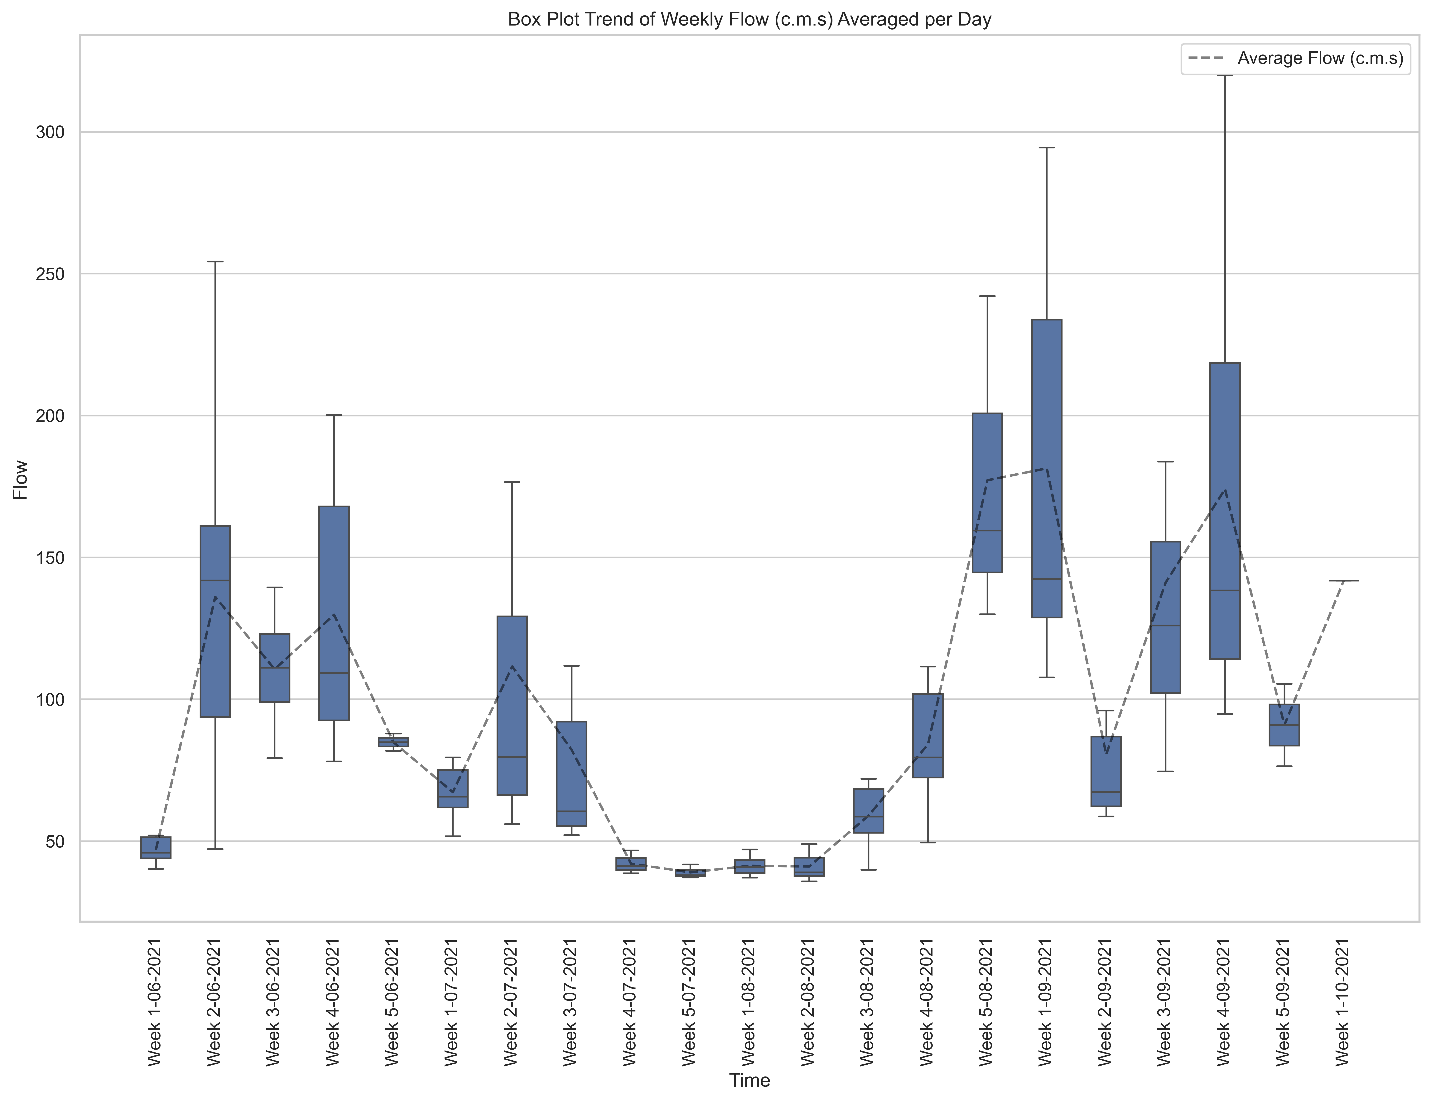 Box Plot Trend of Weekly Flow (c.m.s) Averaged per Day
Average Flow (c.m.s)
300
250
200
150
100
50
Flow
Week 1-06-2021
Week 2-06-2021
Week 3-06-2021
Week 4-06-2021
Week 5-06-2021
Week 1-07-2021
Week 2-07-2021
Week 3-07-2021
Week 4-07-2021
Week 5-07-2021
Week 1-08-2021
Week 2-08-2021
Week 3-08-2021
Week 4-08-2021
Week 5-08-2021
Week 1-09-2021
Week 2-09-2021
Week 3-09-2021
Week 4-09-2021
Week 5-09-2021
Week 1-10-2021
Time